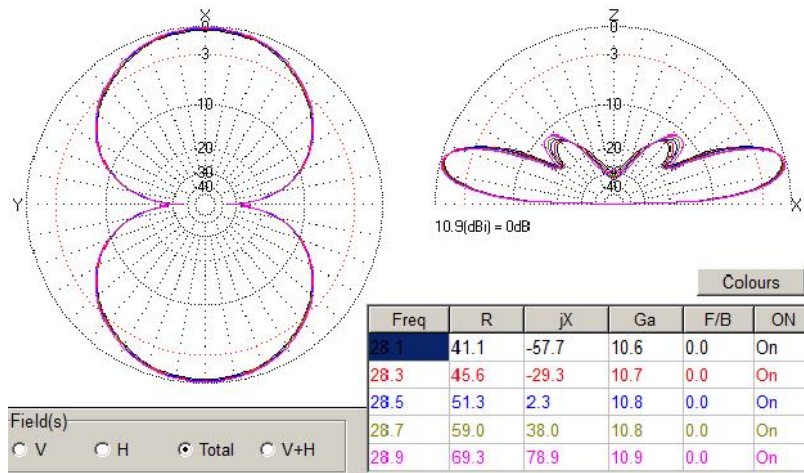 X
0
-3
-10
-20
-30
-40
Y
Z
0
-3
-10
-20
-30
-40
X
10.9(dBi) = 0dB
Colours
Freq R jX Ga F/B ON
28.1 41.1 -57.7 10.6 0.0 On
28.3 45.6 -29.3 10.7 0.0 On
28.5 51.3 2.3 10.8 0.0 On
28.7 59.0 38.0 10.8 0.0 On
28.9 69.3 78.9 10.9 0.0 On
Field(s)
V H Total V+H